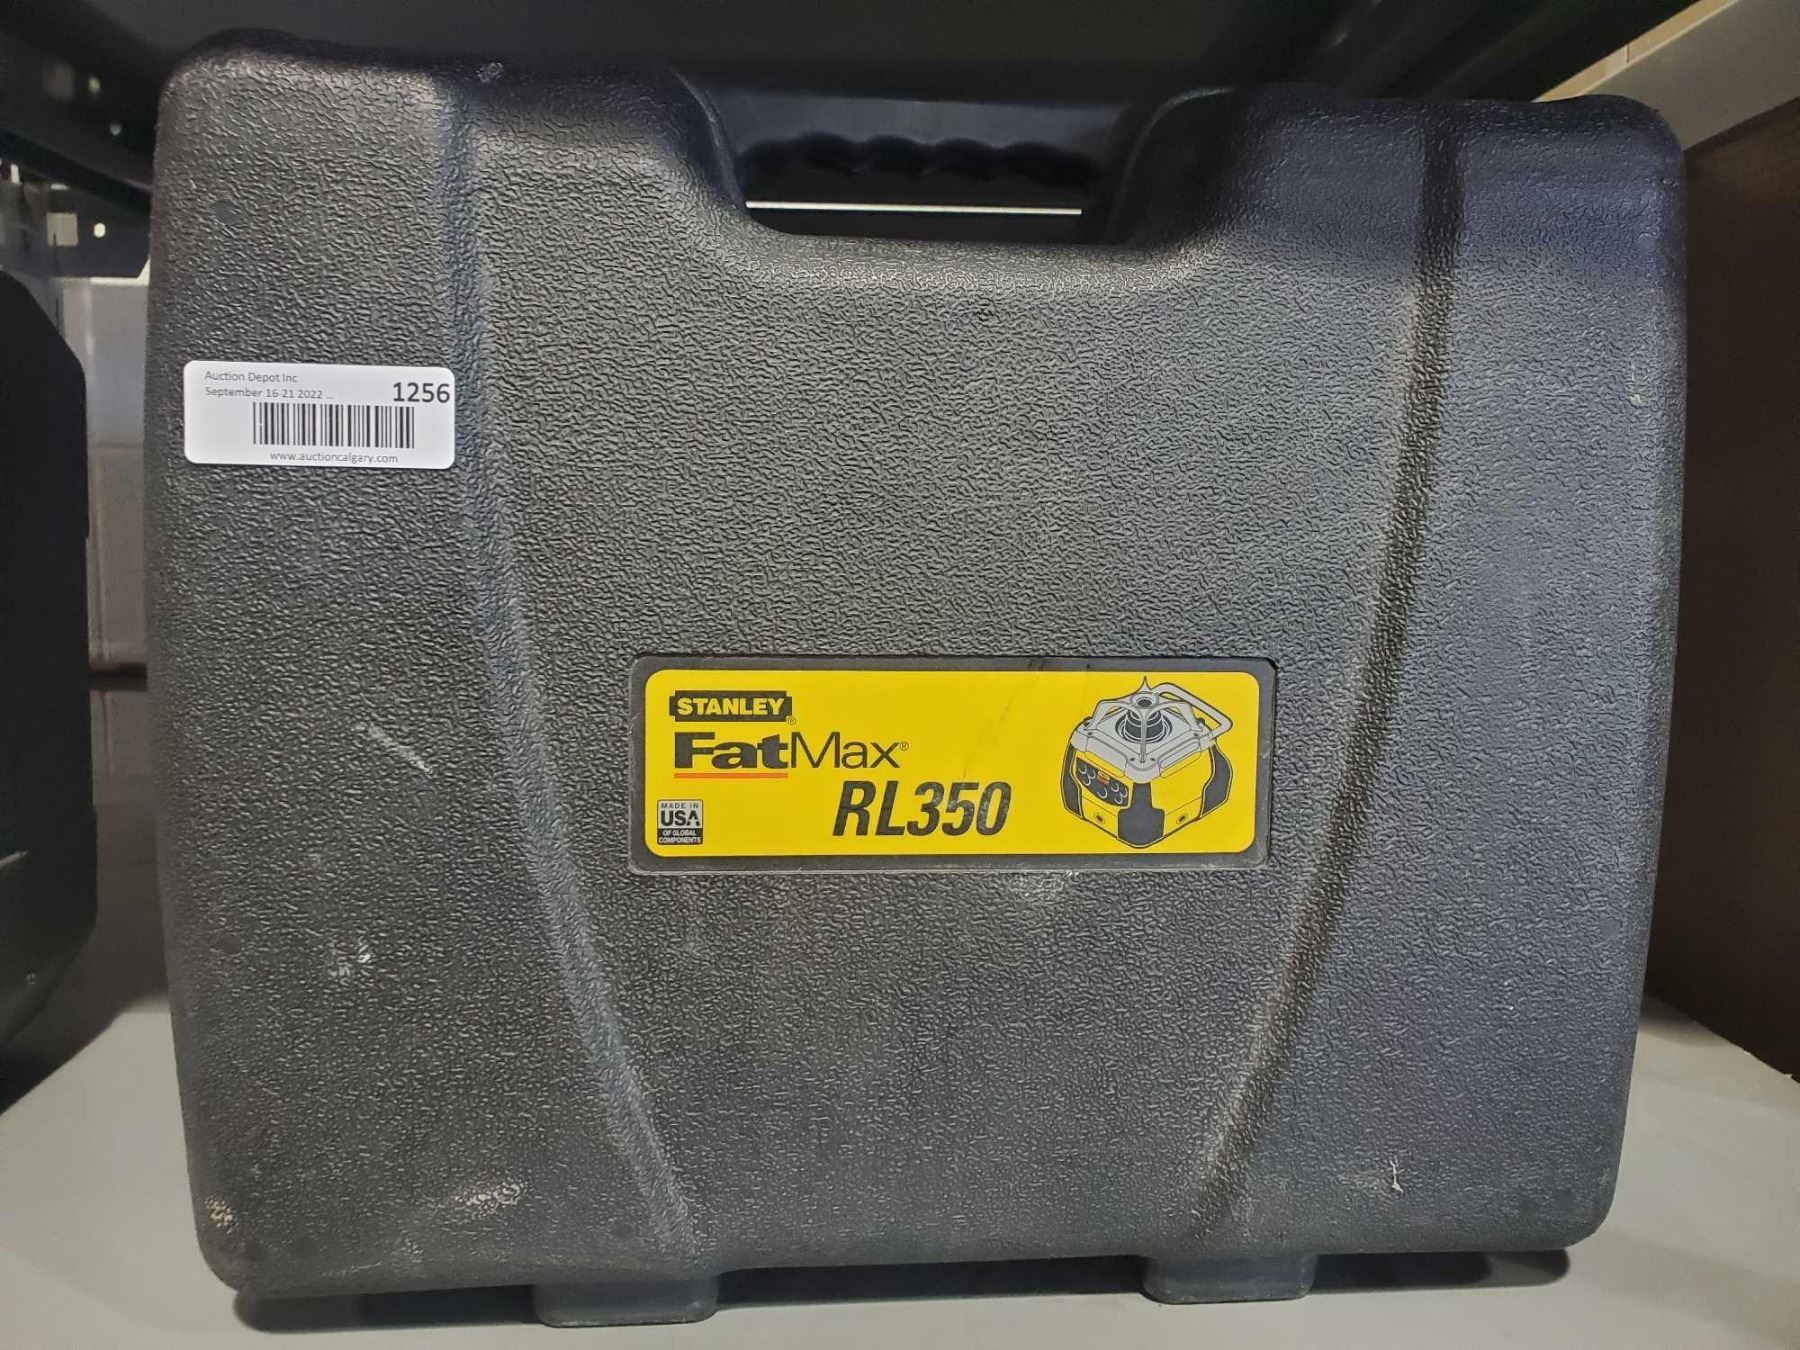 Auction Depot Inc
September 16-21 2022 ...
1256
www.auctioncalgary.com
STANLEY®
FatMax®
RL350
MADE IN
USA
OF GLOBAL
COMPONENTS